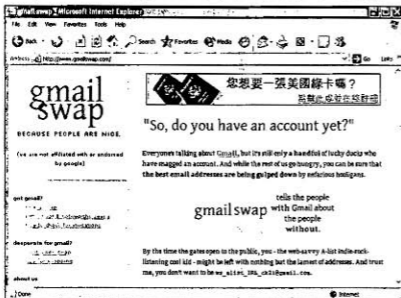 gmail swap - Microsoft Internet Explorer
File Edit View Favorites Tools Help
Back Search Favorites Media
Address http://www.gmailswap.com/ Go Links
gmail
swap
BECAUSE PEOPLE ARE NICE.
(we are not affiliated with or endorsed
by google)
got gmail?
desperate for gmail?
about us
您想要一張美國綠卡嗎？
"So, do you have an account yet?"
Everyone's talking about Gmail, but it's still only a handful of lucky ducks who
have snagged an account. And while the rest of us go hungry, you can be sure that
the best email addresses are being gulped down by nefarious hooligans.
gmail swap
tells the people
with Gmail about
the people
without.
By the time the gates open to the public, you - the web-savvy A-list indie-rock-
listening cool kid - might be left with nothing but the lamest of addresses. And trust
me, you don't want to be
Done Internet